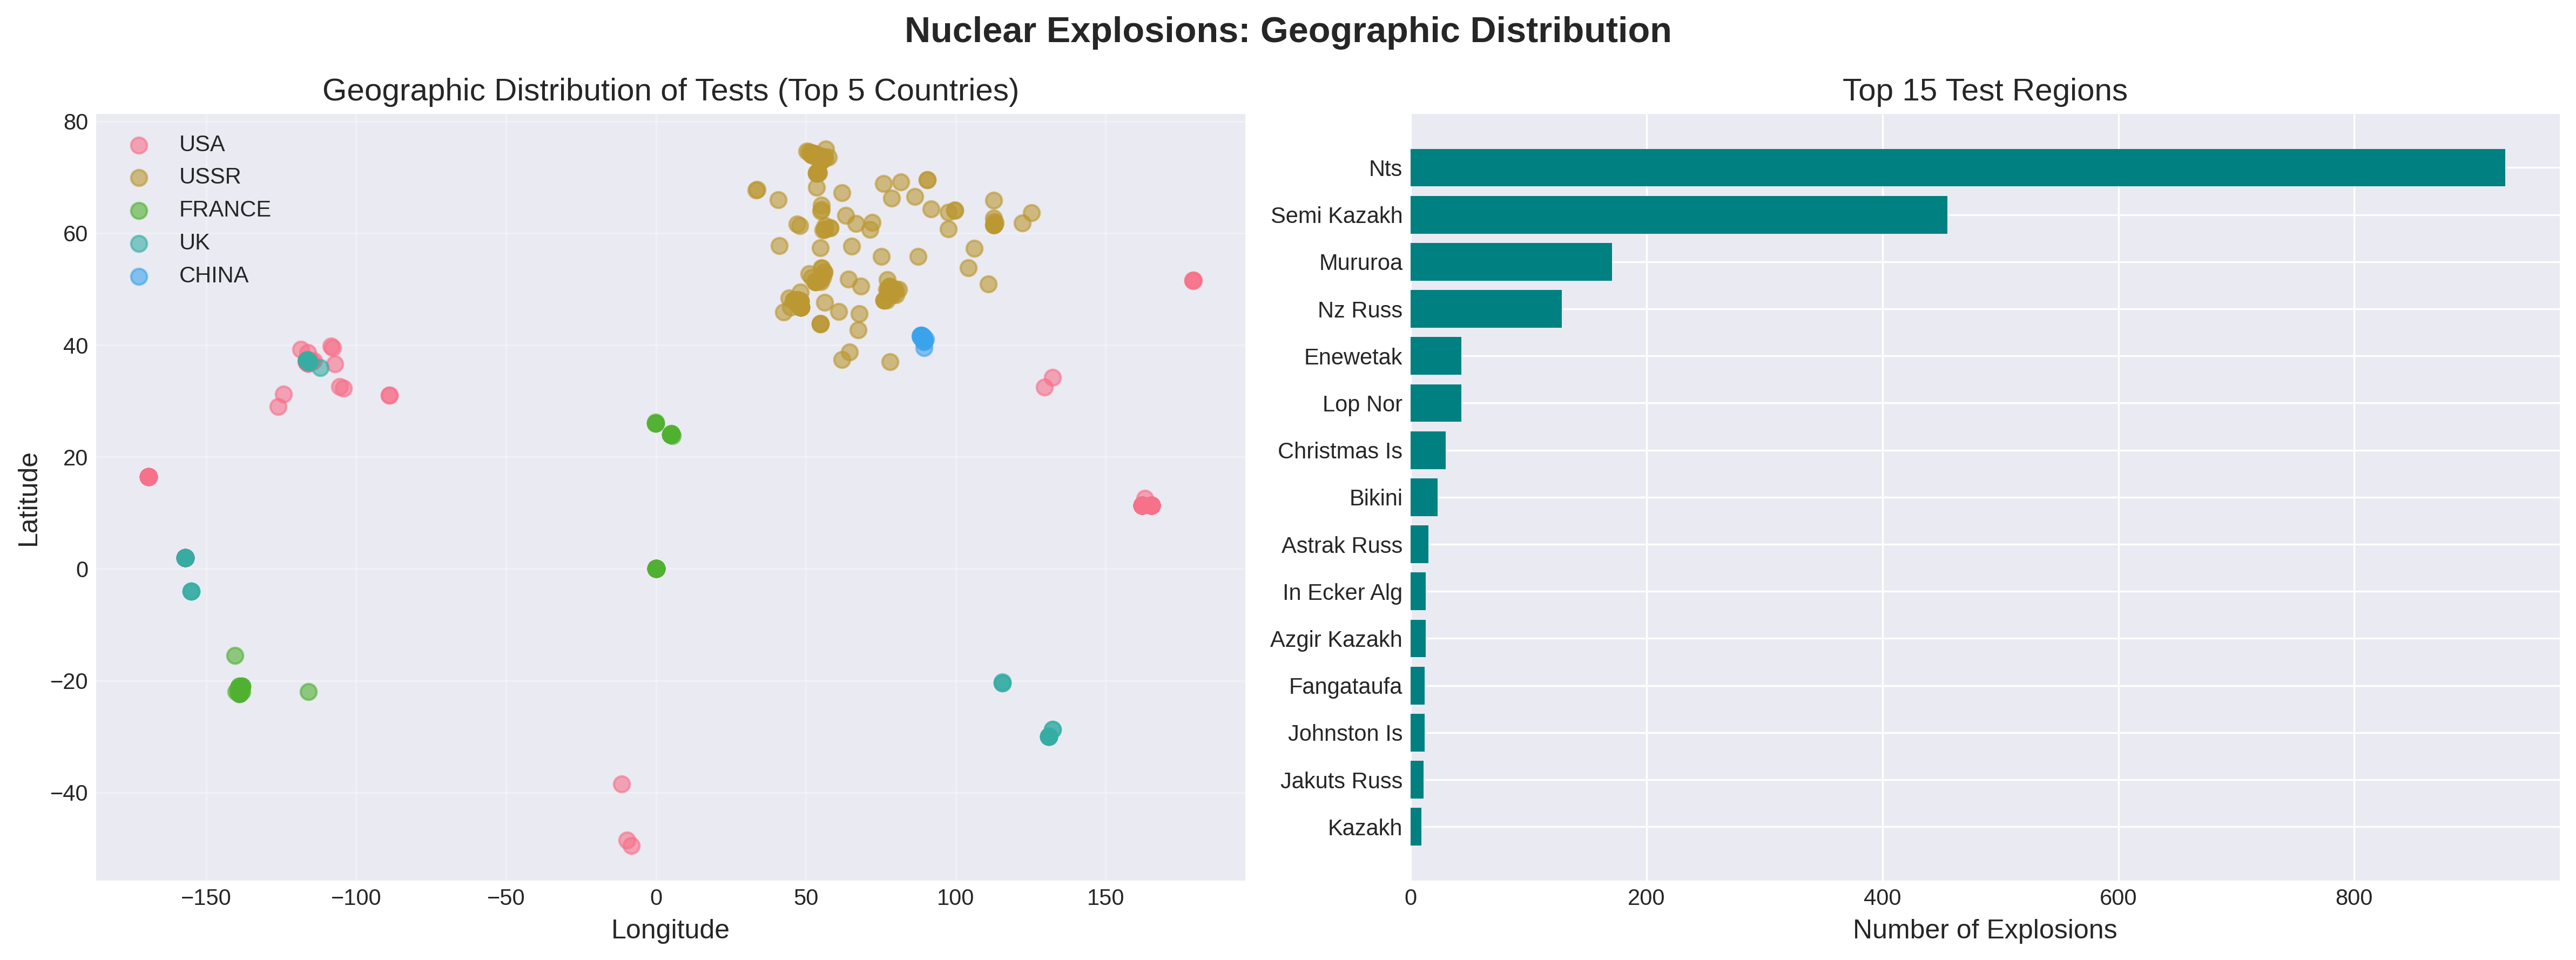 Nuclear Explosions: Geographic Distribution
Geographic Distribution of Tests (Top 5 Countries)
80
60
40
20
0
−20
−40
Latitude
USA
USSR
FRANCE
UK
CHINA
−150
−100
−50
0
50
100
150
Longitude
Top 15 Test Regions
Nts
Semi Kazakh
Mururoa
Nz Russ
Enewetak
Lop Nor
Christmas Is
Bikini
Astrak Russ
In Ecker Alg
Azgir Kazakh
Fangataufa
Johnston Is
Jakuts Russ
Kazakh
0
200
400
600
800
Number of Explosions